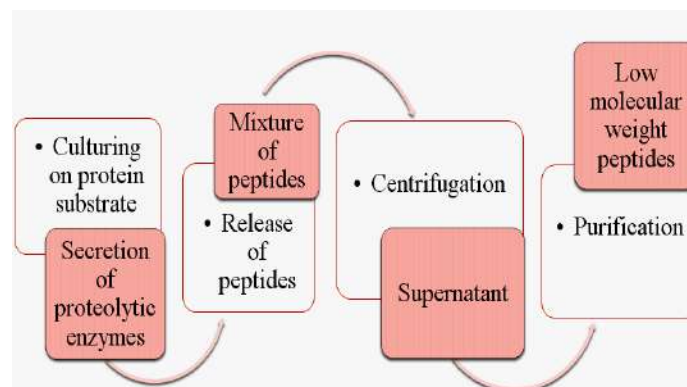 • Culturing
on protein
substrate
Secretion
of
proteolytic
enzymes
Mixture
of
peptides
• Release
of
peptides
• Centrifugation
Supernatant
Low
molecular
weight
peptides
• Purification